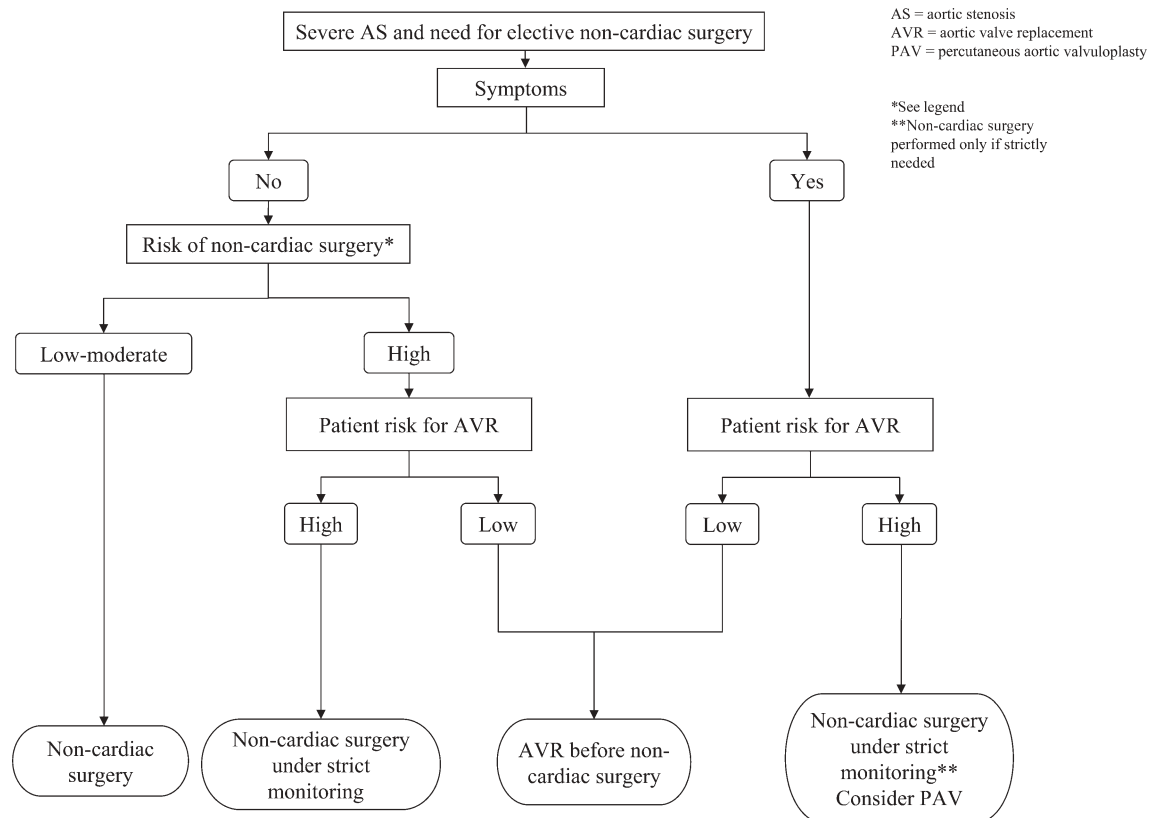 Severe AS and need for elective non-cardiac surgery
AS = aortic stenosis
AVR = aortic valve replacement
PAV = percutaneous aortic valvuloplasty
Symptoms
*See legend
**Non-cardiac surgery
performed only if strictly
needed
No
Yes
Risk of non-cardiac surgery*
Low-moderate
High
Patient risk for AVR
Patient risk for AVR
High
Low
Low
High
Non-cardiac
surgery
Non-cardiac surgery
under strict
monitoring
AVR before non-
cardiac surgery
Non-cardiac surgery
under strict
monitoring**
Consider PAV